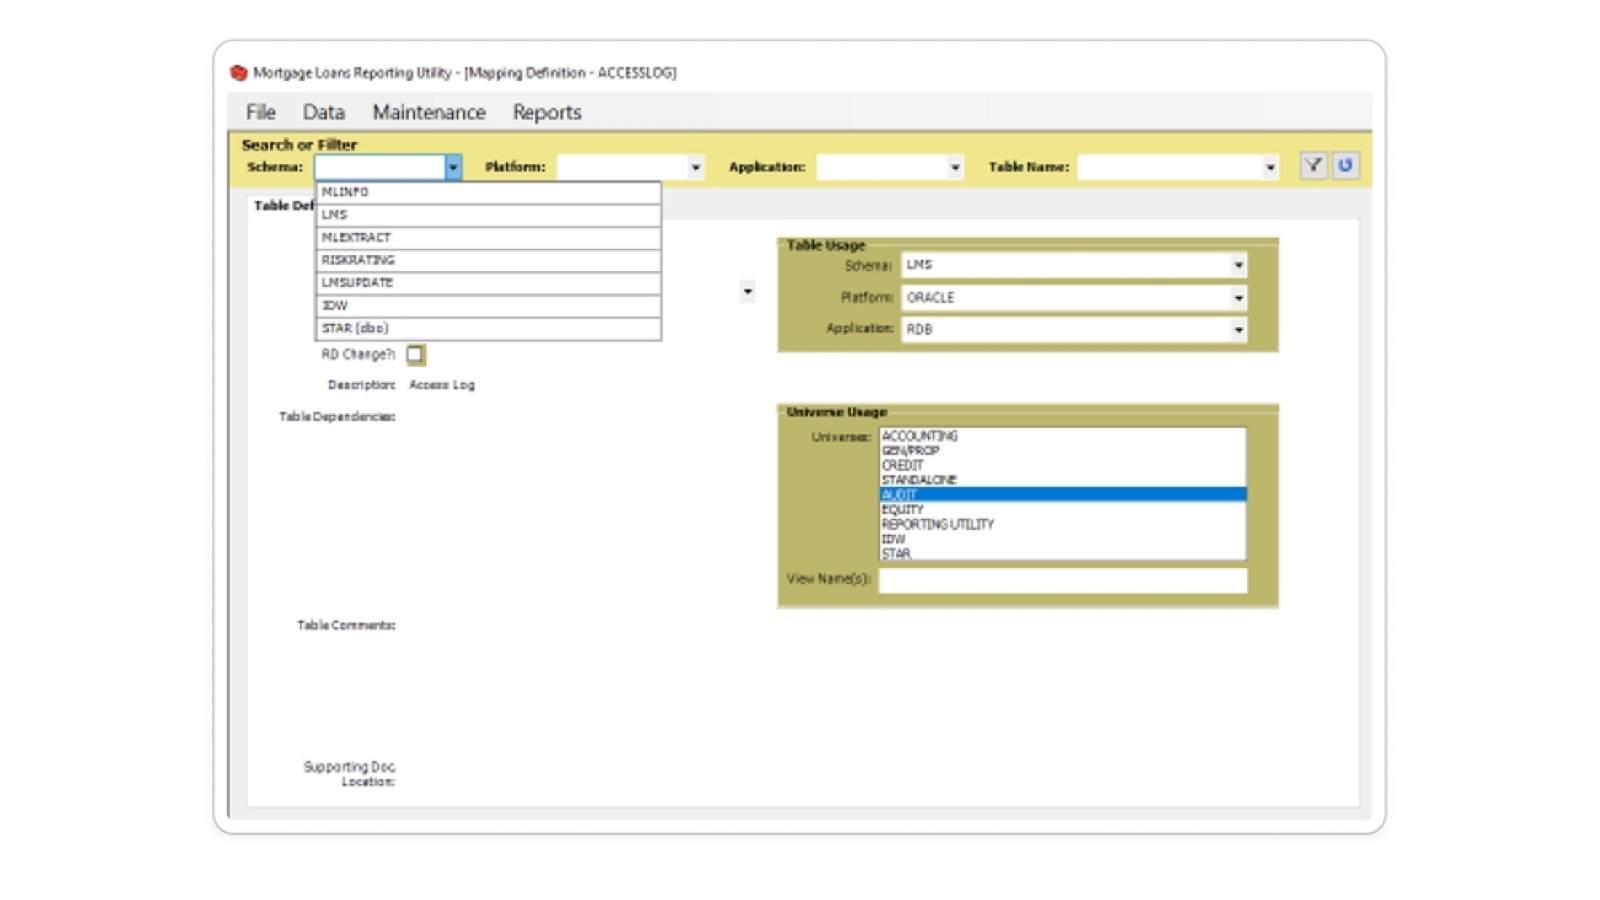 Mortgage Loans Reporting Utility - [Mapping Definition - ACCESSLOG]
File Data Maintenance Reports
Search or Filter
Schema: Platform: Application: Table Name:
MLINFO
LMS
MLEXTRACT
RISKRATING
LMSUPDATE
IDW
STAR (dbo)
Table Def
RD Change?:
Description: Access Log
Table Dependencies:
Table Comments:
Supporting Doc.
Location:
Table Usage
Schema: LMS
Platform: ORACLE
Application: RDB
Universe Usage
Universes: ACCOUNTING
GEN/PROP
CREDIT
STANDALONE
AUDIT
EQUITY
REPORTING UTILITY
IDW
STAR
View Name(s):